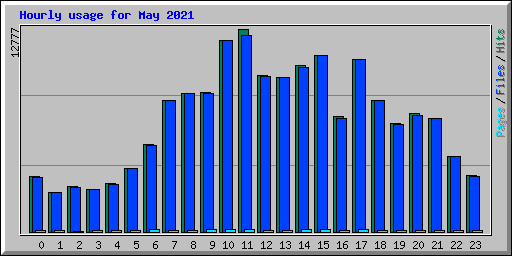 Hourly usage for May 2021
12777
Pages / Files / Hits
0 1 2 3 4 5 6 7 8 9 10 11 12 13 14 15 16 17 18 19 20 21 22 23